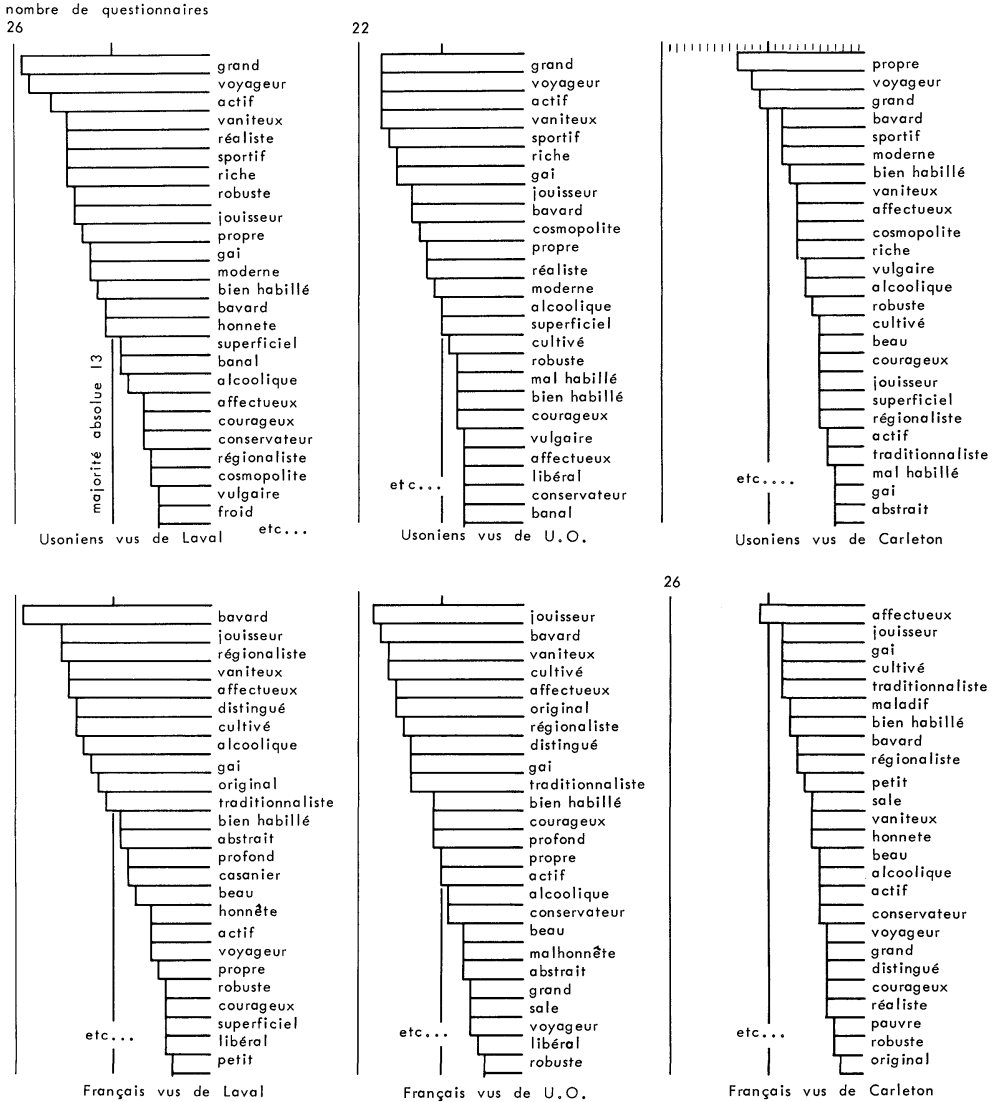 nombre de questionnaires
26
grand
voyageur
actif
vaniteux
réaliste
sportif
riche
robuste
jouisseur
propre
gai
moderne
bien habillé
bavard
honnete
superficiel
banal
alcoolique
affectueux
courageux
conservateur
régionaliste
cosmopolite
vulgaire
froid
etc...
majorité absolue 13
Usoniens vus de Laval
22
grand
voyageur
actif
vaniteux
sportif
riche
gai
jouisseur
bavard
cosmopolite
propre
réaliste
moderne
alcoolique
superficiel
cultivé
robuste
mal habillé
bien habillé
courageux
vulgaire
affectueux
libéral
conservateur
banal
etc...
Usoniens vus de U.O.
propre
voyageur
grand
bavard
sportif
moderne
bien habillé
vaniteux
affectueux
cosmopolite
riche
vulgaire
alcoolique
robuste
cultivé
beau
courageux
jouisseur
superficiel
régionaliste
actif
traditionnaliste
mal habillé
gai
abstrait
etc....
Usoniens vus de Carleton
bavard
jouisseur
régionaliste
vaniteux
affectueux
distingué
cultivé
alcoolique
gai
original
traditionnaliste
bien habillé
abstrait
profond
casanier
beau
honnête
actif
voyageur
propre
robuste
courageux
superficiel
libéral
petit
etc...
Français vus de Laval
jouisseur
bavard
vaniteux
cultivé
affectueux
original
régionaliste
distingué
gai
traditionnaliste
bien habillé
courageux
profond
propre
actif
alcoolique
conservateur
beau
malhonnête
abstrait
grand
sale
voyageur
libéral
robuste
etc...
Français vus de U.O.
26
affectueux
jouisseur
gai
cultivé
traditionnaliste
maladif
bien habillé
bavard
régionaliste
petit
sale
vaniteux
honnete
beau
alcoolique
actif
conservateur
voyageur
grand
distingué
courageux
réaliste
pauvre
robuste
original
etc...
Français vus de Carleton